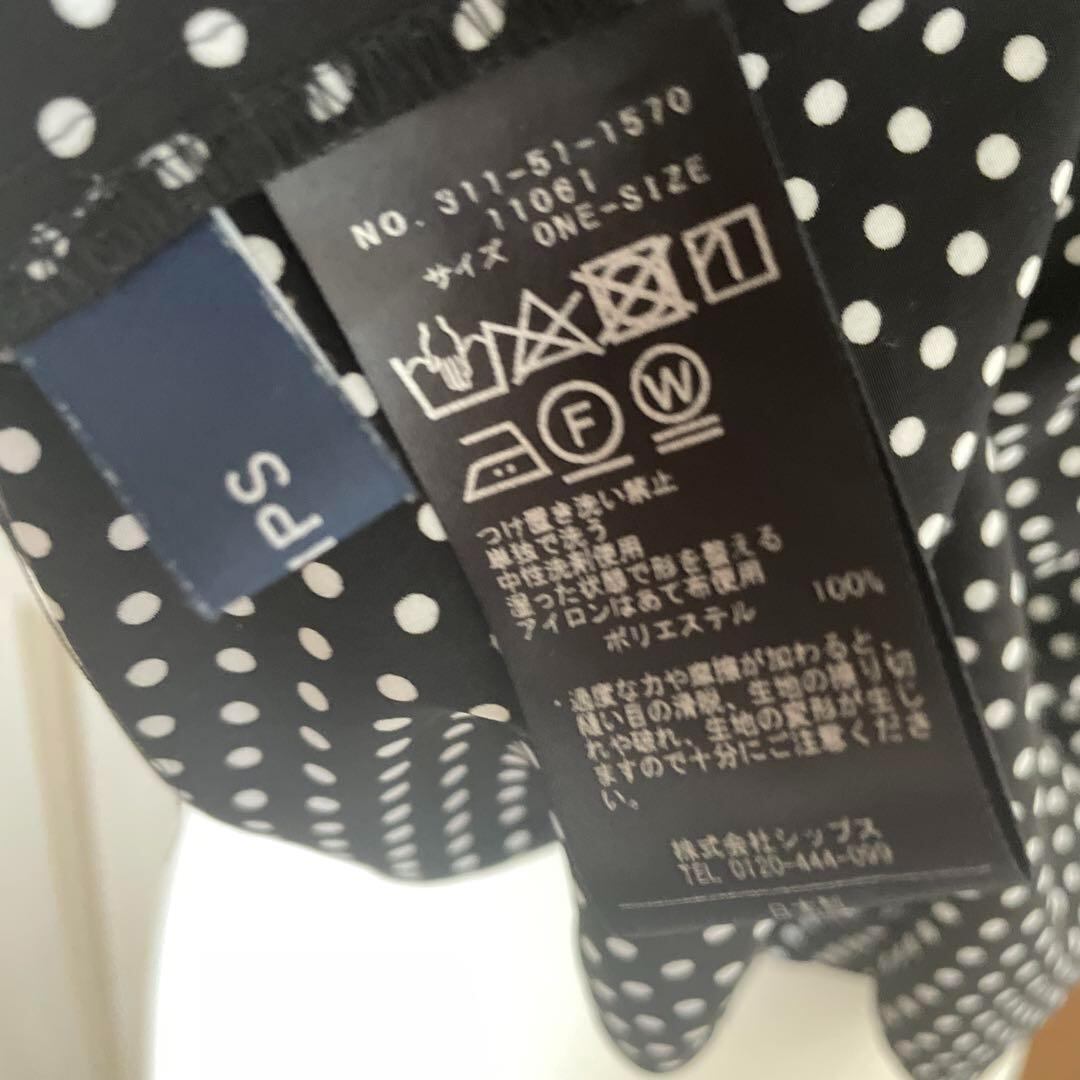 NO. 311-51-1570
11061
サイズ ONE-SIZE
F
W
つけ置き洗い禁止
単独で洗う
中性洗剤使用
湿った状態で形を整える
アイロンはあて布使用
ポリエステル 100%
・過度な力や摩擦が加わると、
縫い目の滑脱、生地の擦り切
れや破れ、生地の変形が生じ
ますので十分にご注意くださ
い。
株式会社シップス
TEL 0120-444-099
日本製
IPS